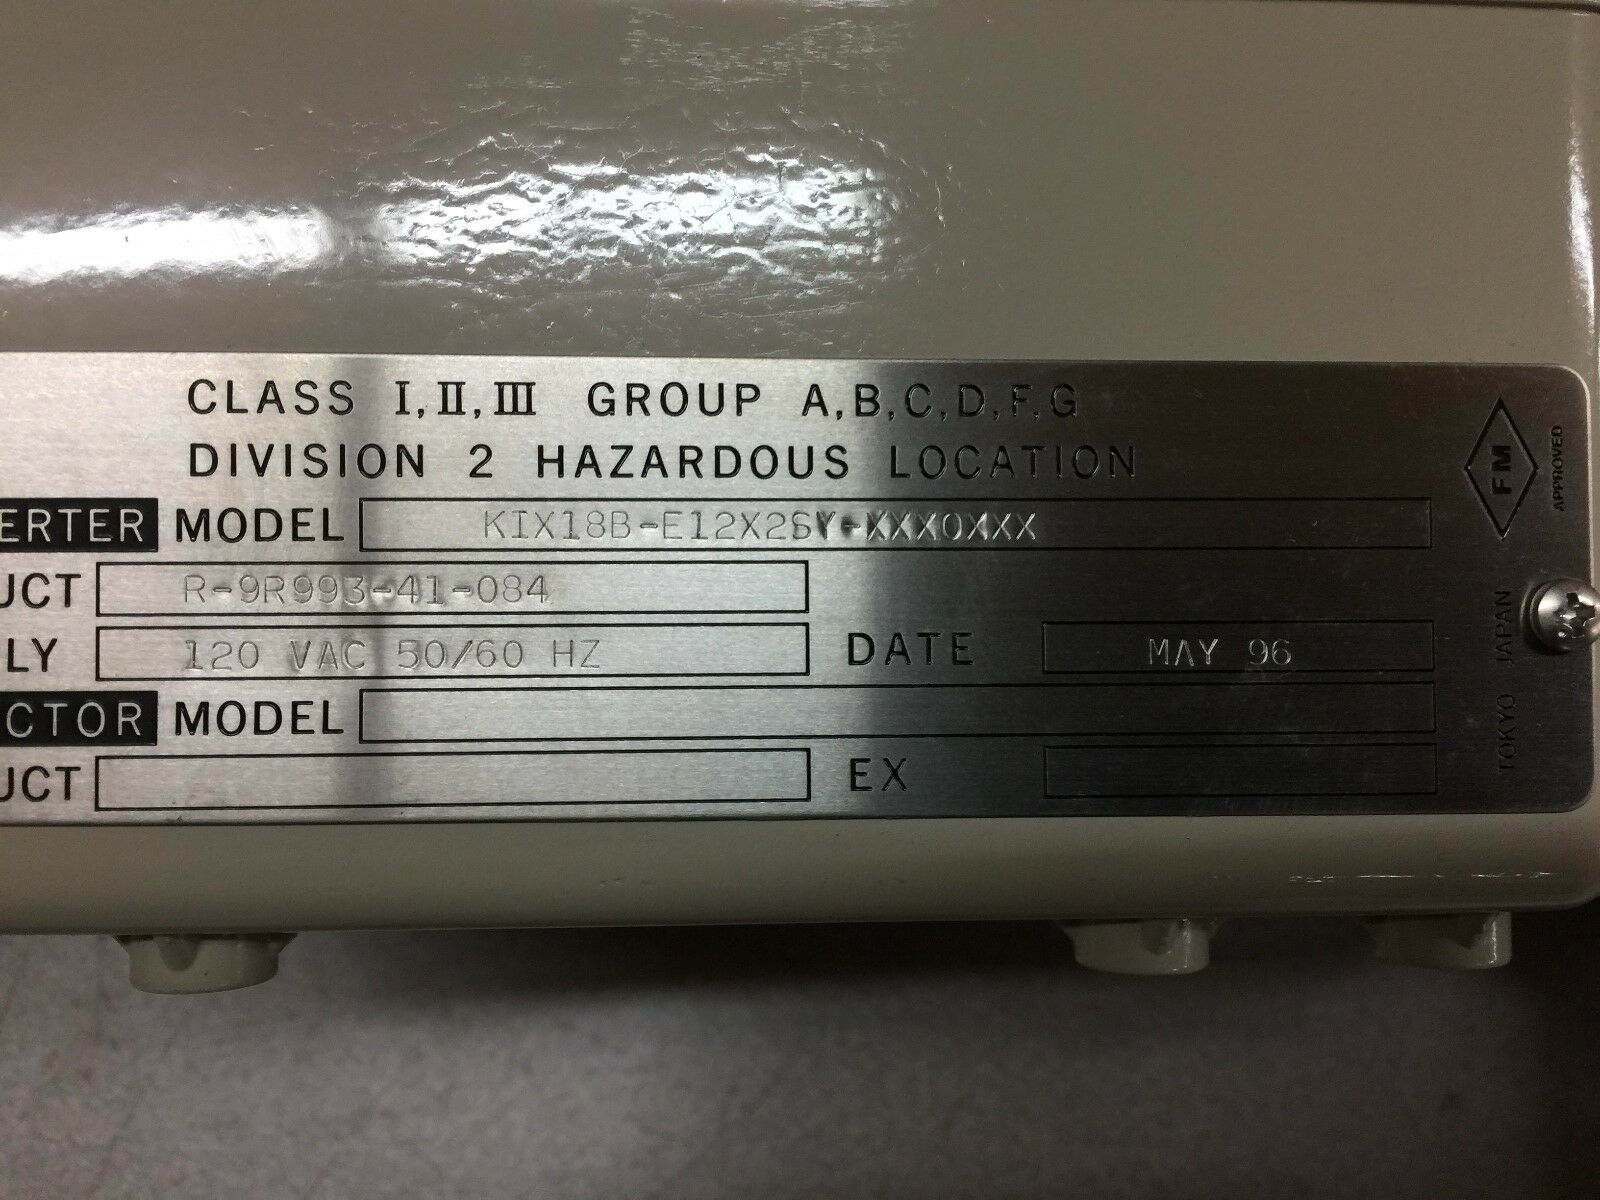 CLASS I, II, III GROUP A,B,C,D,F,G
DIVISION 2 HAZARDOUS LOCATION
ERTER MODEL KIX18B-E12X2SY-XXX0XXX
UCT R-9R993-41-084
LY 120 VAC 50/60 HZ DATE MAY 96
CTOR MODEL
UCT EX
FM
APPROVED
TOKYO JAPAN